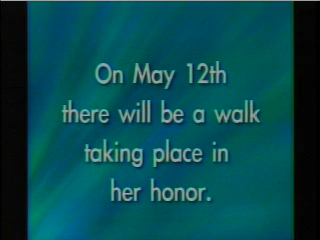 On May 12th
there will be a walk
taking place in
her honor.